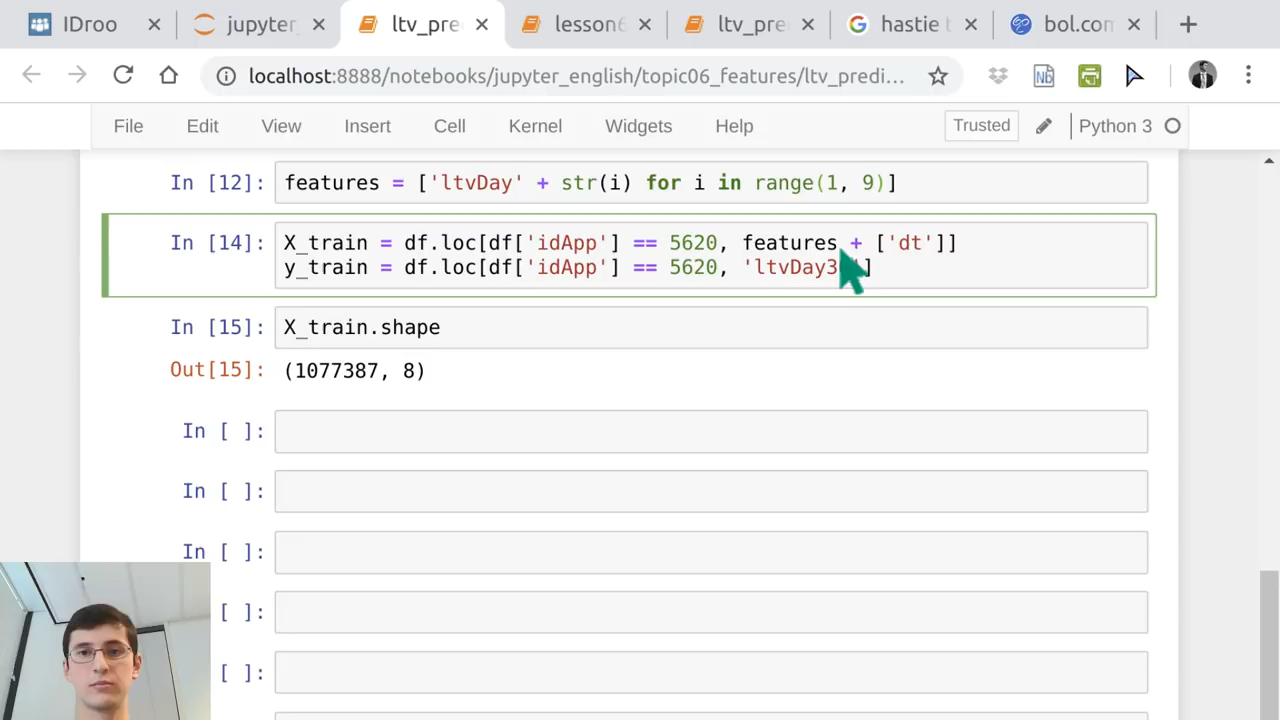 IDroo
jupyter_
ltv_pre
lesson6
ltv_pre
hastie t
bol.com
localhost:8888/notebooks/jupyter_english/topic06_features/ltv_predi...
File Edit View Insert Cell Kernel Widgets Help Trusted Python 3
In [12]: features = ['ltvDay' + str(i) for i in range(1, 9)]
In [14]: X_train = df.loc[df['idApp'] == 5620, features + ['dt']]
y_train = df.loc[df['idApp'] == 5620, 'ltvDay3 ']
In [15]: X_train.shape
Out[15]: (1077387, 8)
In [ ]:
In [ ]:
In [ ]:
[ ]:
[ ]: